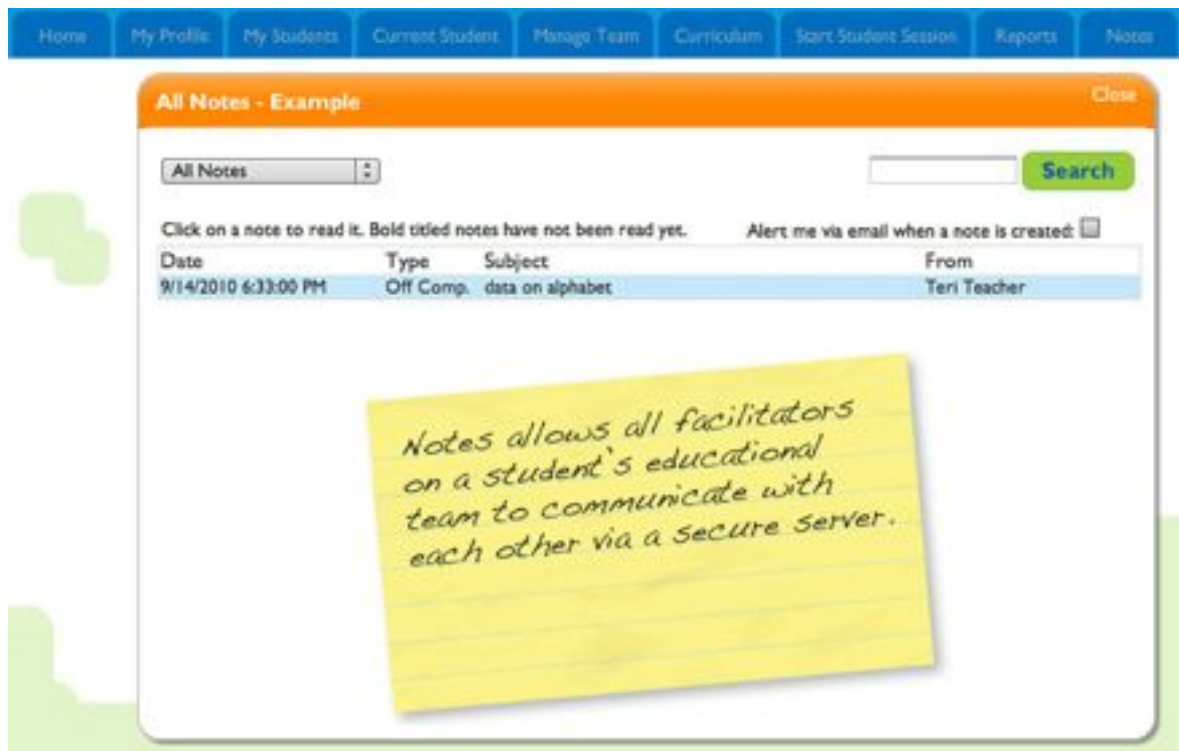 Home My Profile My Students Current Student Manage Team Curriculum Start Student Session Reports Notes
All Notes - Example Close
All Notes Search
Click on a note to read it. Bold titled notes have not been read yet. Alert me via email when a note is created:
Date Type Subject From
9/14/2010 6:33:00 PM Off Comp. data on alphabet Teri Teacher
Notes allows all facilitators
on a student's educational
team to communicate with
each other via a secure server.